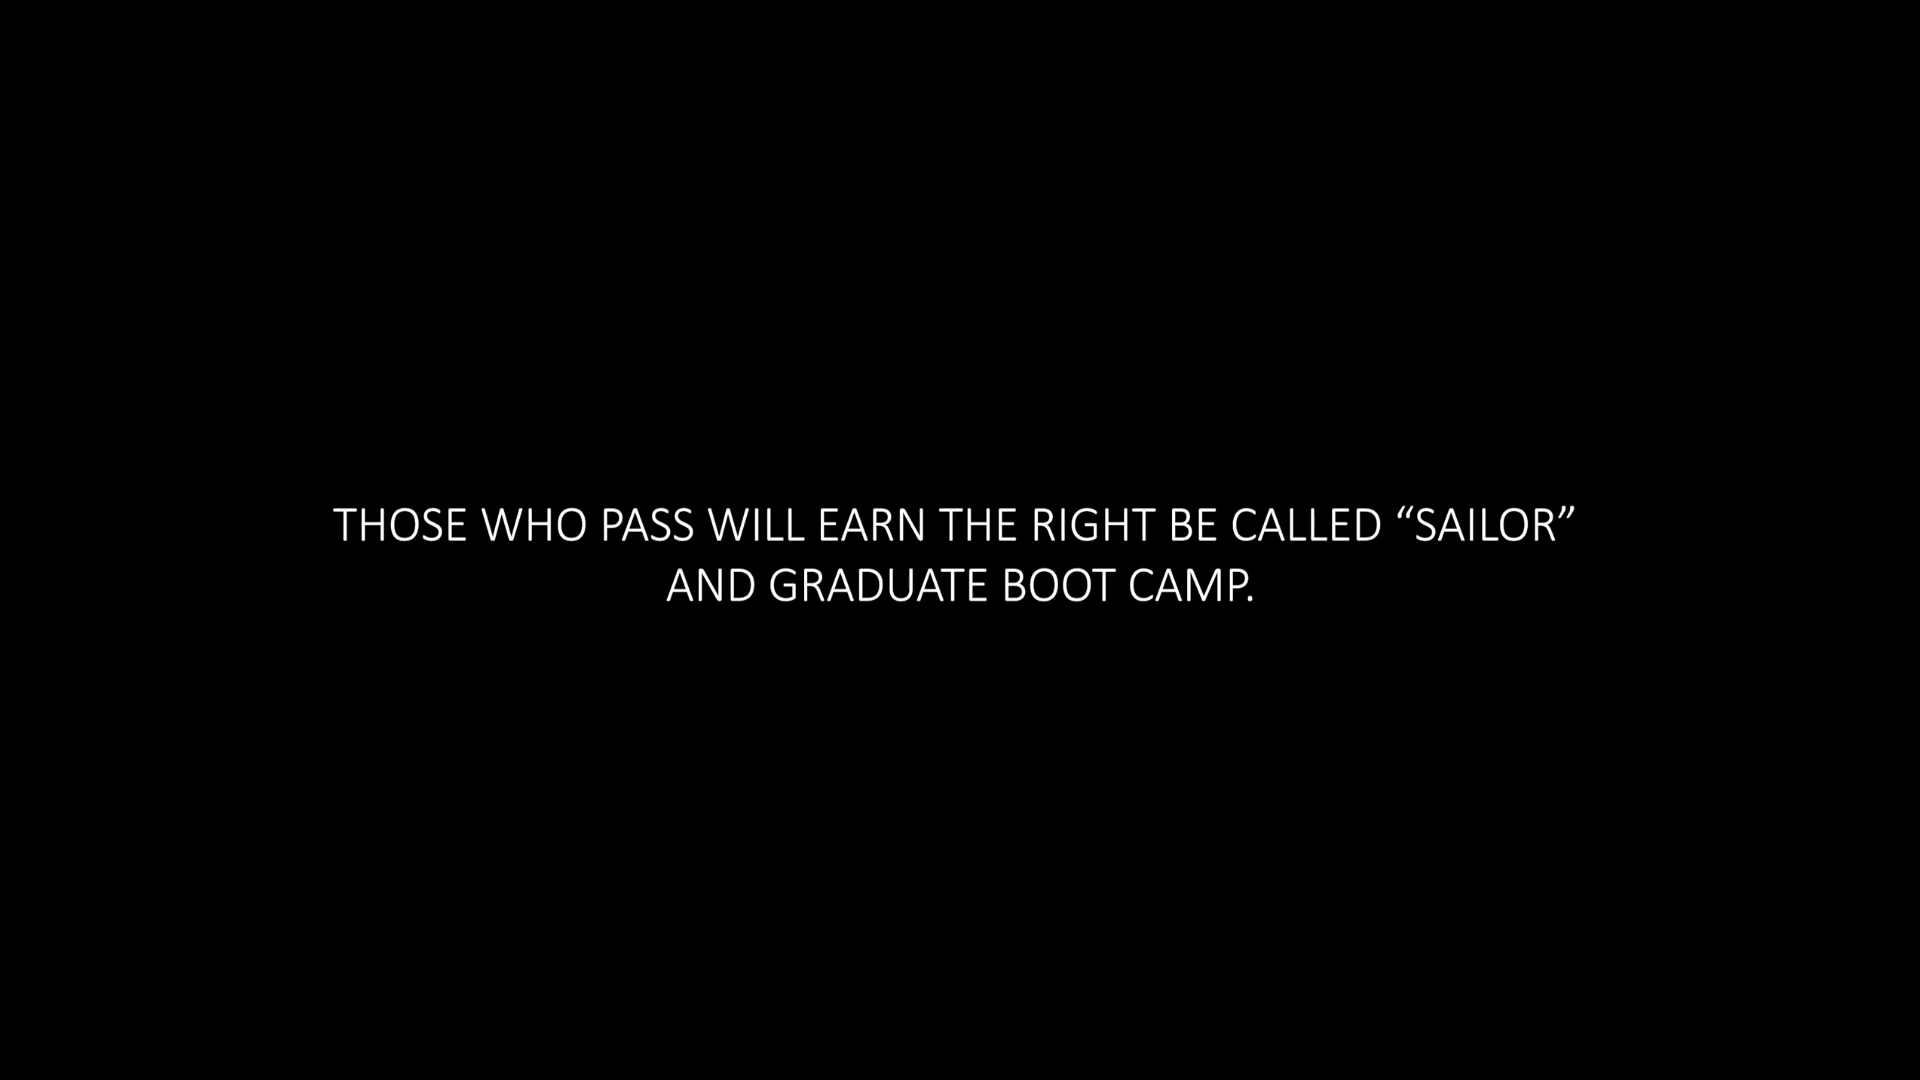 THOSE WHO PASS WILL EARN THE RIGHT BE CALLED “SAILOR”
AND GRADUATE BOOT CAMP.